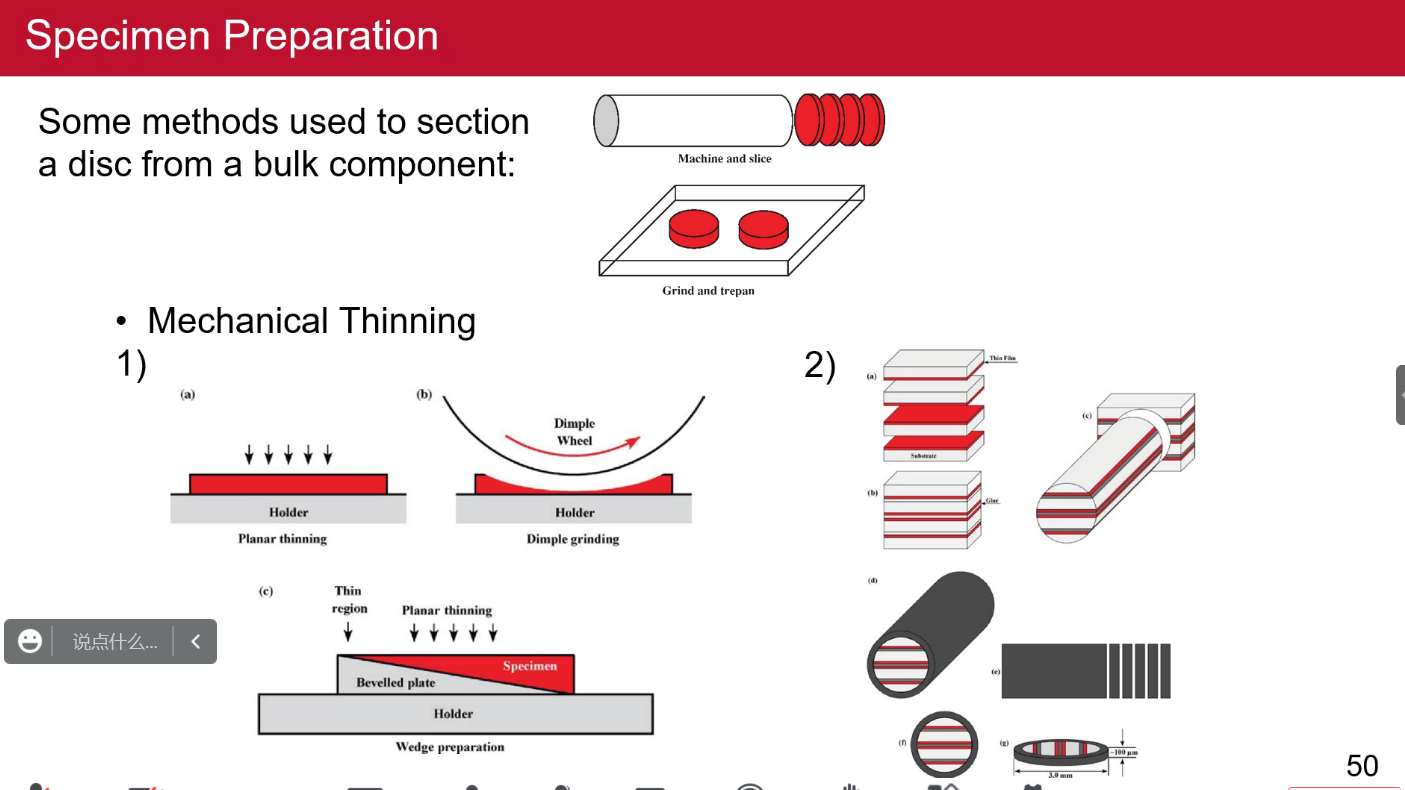 Specimen Preparation
Some methods used to section
a disc from a bulk component:
Machine and slice
Grind and trepan
• Mechanical Thinning
1)
(a)
Holder
Planar thinning
(b)
Dimple
Wheel
Holder
Dimple grinding
(c)
Thin
region
Planar thinning
Specimen
Bevelled plate
Holder
Wedge preparation
2)
(a)
Thin Film
Substrate
(b)
Glue
(c)
(d)
(e)
(f)
(g)
~100 µm
3.0 mm
说点什么...
50